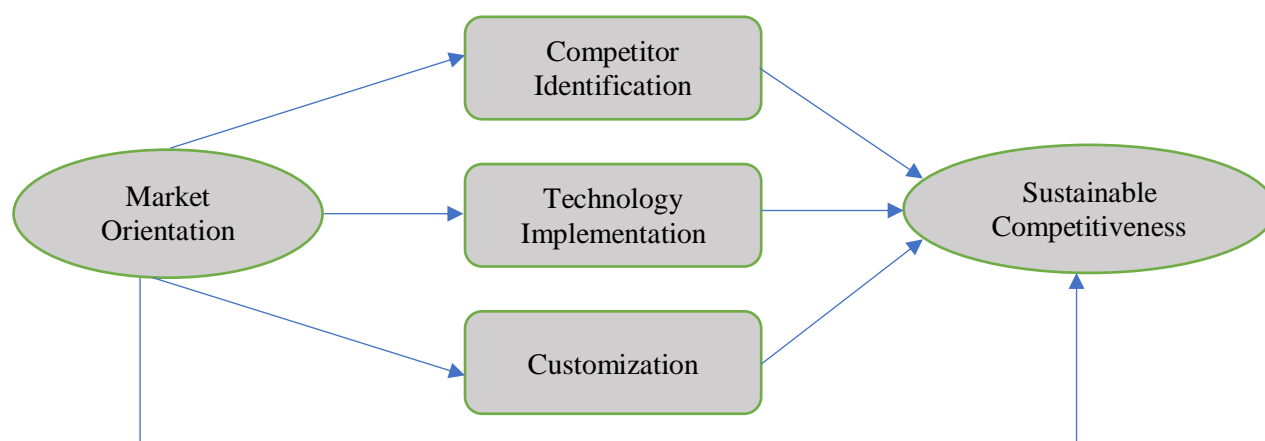 Competitor
Identification
Market
Orientation
Technology
Implementation
Sustainable
Competitiveness
Customization